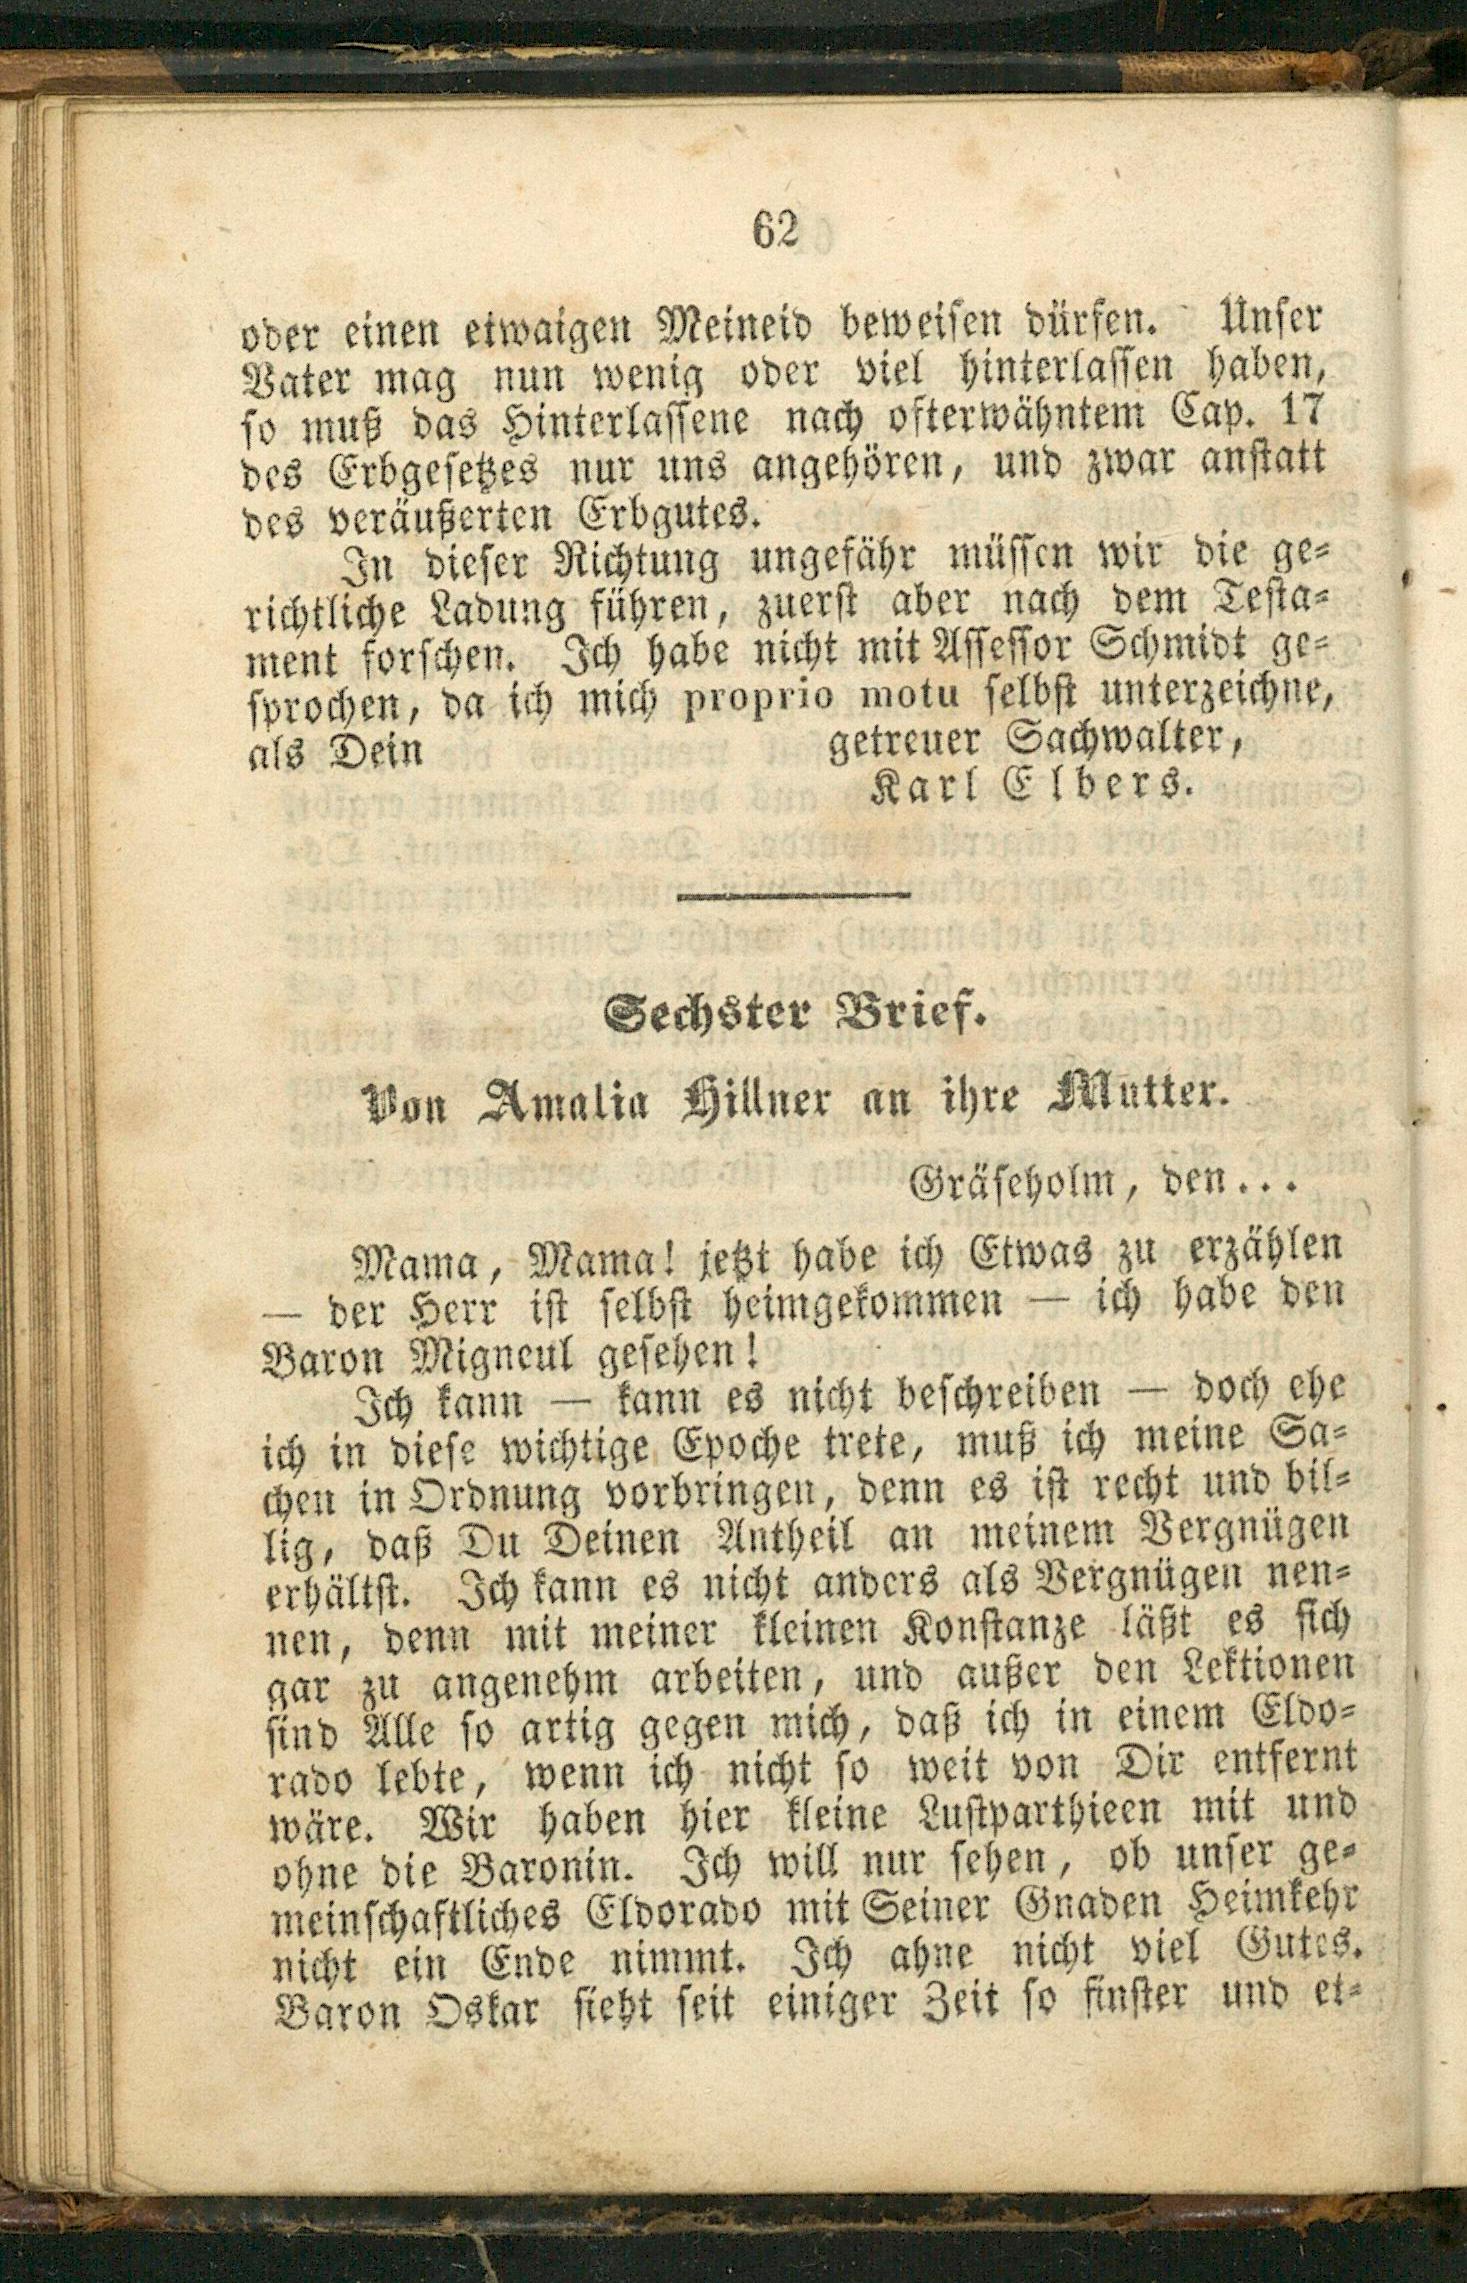 62
oder einen etwaigen Meineid beweisen dürfen. Unser
Vater mag nun wenig oder viel hinterlassen haben,
so muß das Hinterlassene nach ofterwähntem Cap. 17
des Erbgesetzes nur uns angehören, und zwar anstatt
des veräußerten Erbgutes.
In dieser Richtung ungefähr müssen wir die ge-
richtliche Ladung führen, zuerst aber nach dem Testa-
ment forschen. Ich habe nicht mit Assessor Schmidt ge-
sprochen, da ich mich proprio motu selbst unterzeichne,
als Dein getreuer Sachwalter,
Karl Elbers.
Sechster Brief.
Von Amalia Hillner an ihre Mutter.
Gräseholm, den...
Mama, Mama! jetzt habe ich Etwas zu erzählen
— der Herr ist selbst heimgekommen — ich habe den
Baron Migneul gesehen!
Ich kann — kann es nicht beschreiben — doch ehe
ich in diese wichtige Epoche trete, muß ich meine Sa-
chen in Ordnung vorbringen, denn es ist recht und bil-
lig, daß Du Deinen Antheil an meinem Vergnügen
erhältst. Ich kann es nicht anders als Vergnügen nen-
nen, denn mit meiner kleinen Konstanze läßt es sich
gar zu angenehm arbeiten, und außer den Lektionen
sind Alle so artig gegen mich, daß ich in einem Eldo-
rado lebte, wenn ich nicht so weit von Dir entfernt
wäre. Wir haben hier kleine Lustparthieen mit und
ohne die Baronin. Ich will nur sehen, ob unser ge-
meinschaftliches Eldorado mit Seiner Gnaden Heimkehr
nicht ein Ende nimmt. Ich ahne nicht viel Gutes.
Baron Oskar sieht seit einiger Zeit so finster und et-